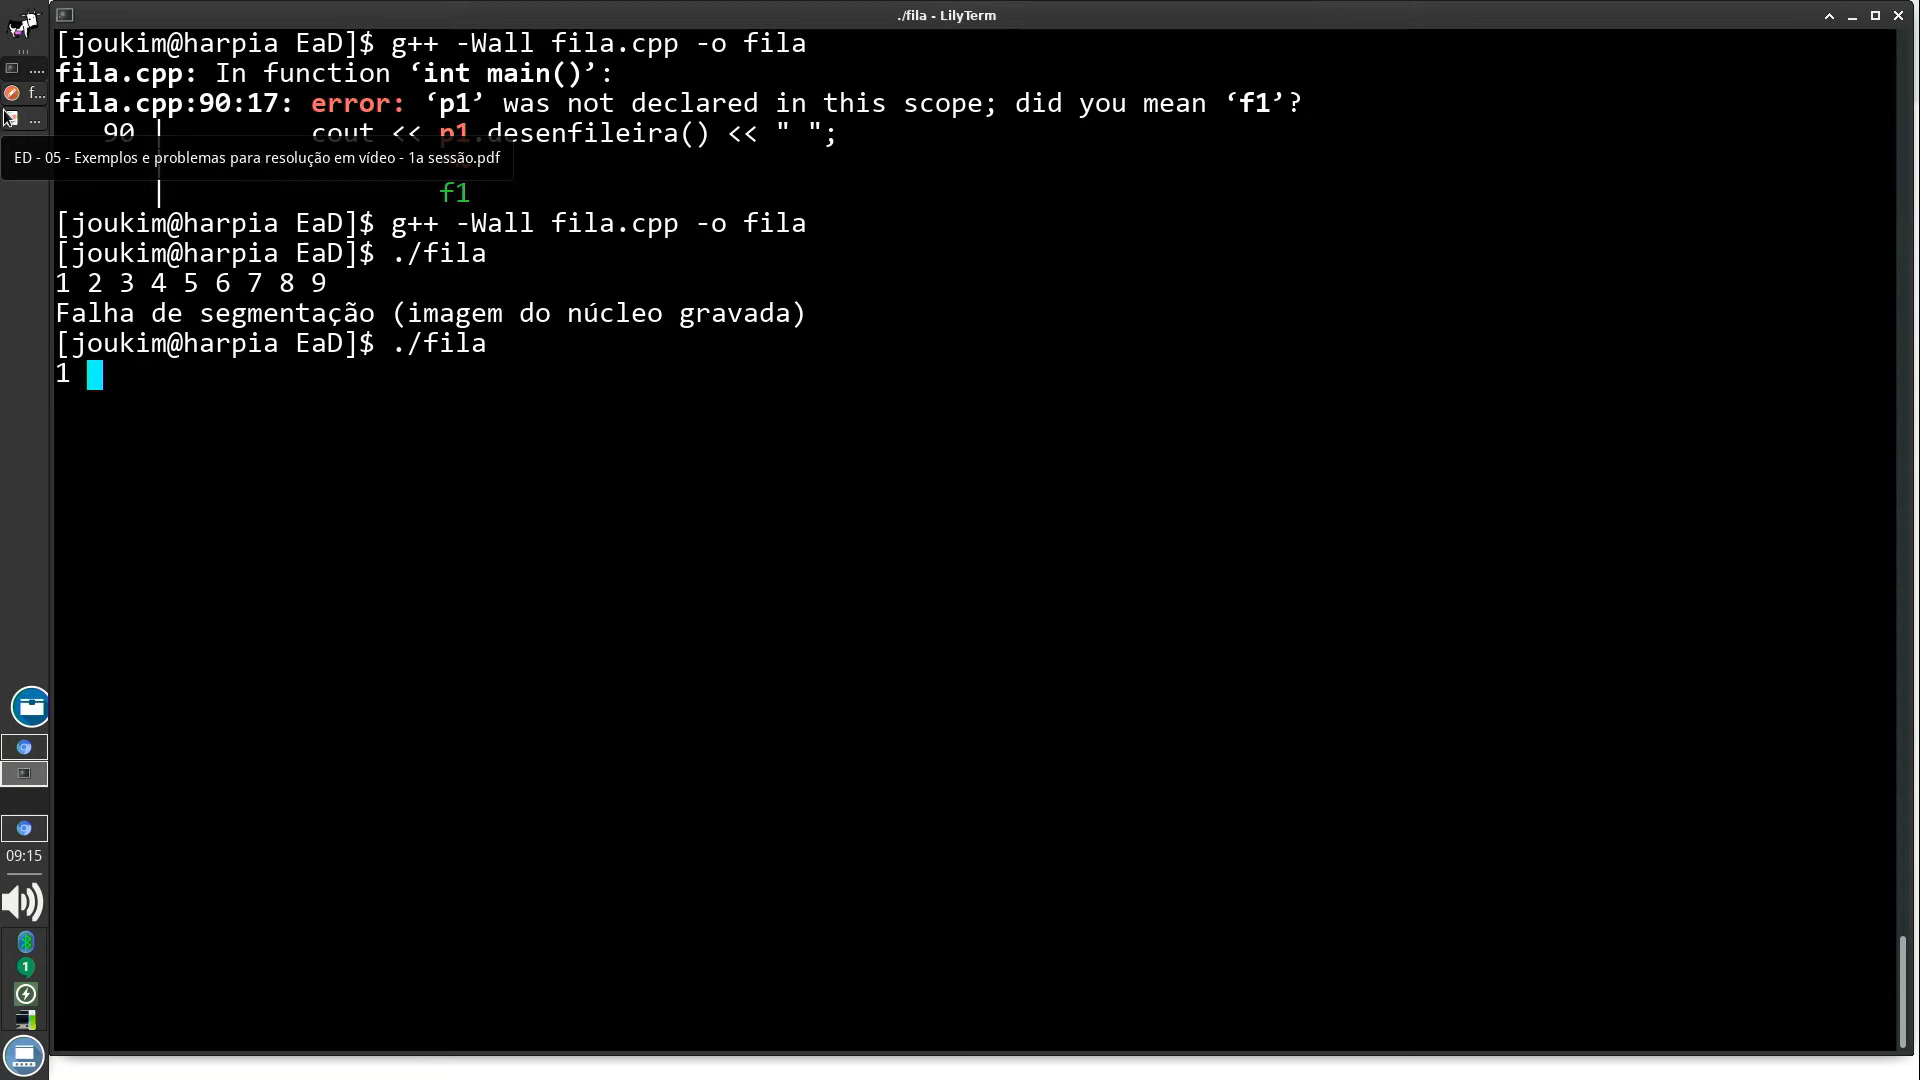 ./fila - LilyTerm
[joukim@harpia EaD]$ g++ -Wall fila.cpp -o fila
fila.cpp: In function ‘int main()’:
fila.cpp:90:17: error: ‘p1’ was not declared in this scope; did you mean ‘f1’?
90 | cout << p1.desenfileira() << " ";
ED - 05 - Exemplos e problemas para resolução em vídeo - 1a sessão.pdf
| f1
[joukim@harpia EaD]$ g++ -Wall fila.cpp -o fila
[joukim@harpia EaD]$ ./fila
1 2 3 4 5 6 7 8 9
Falha de segmentação (imagem do núcleo gravada)
[joukim@harpia EaD]$ ./fila
1
....
f...
...
09:15
1